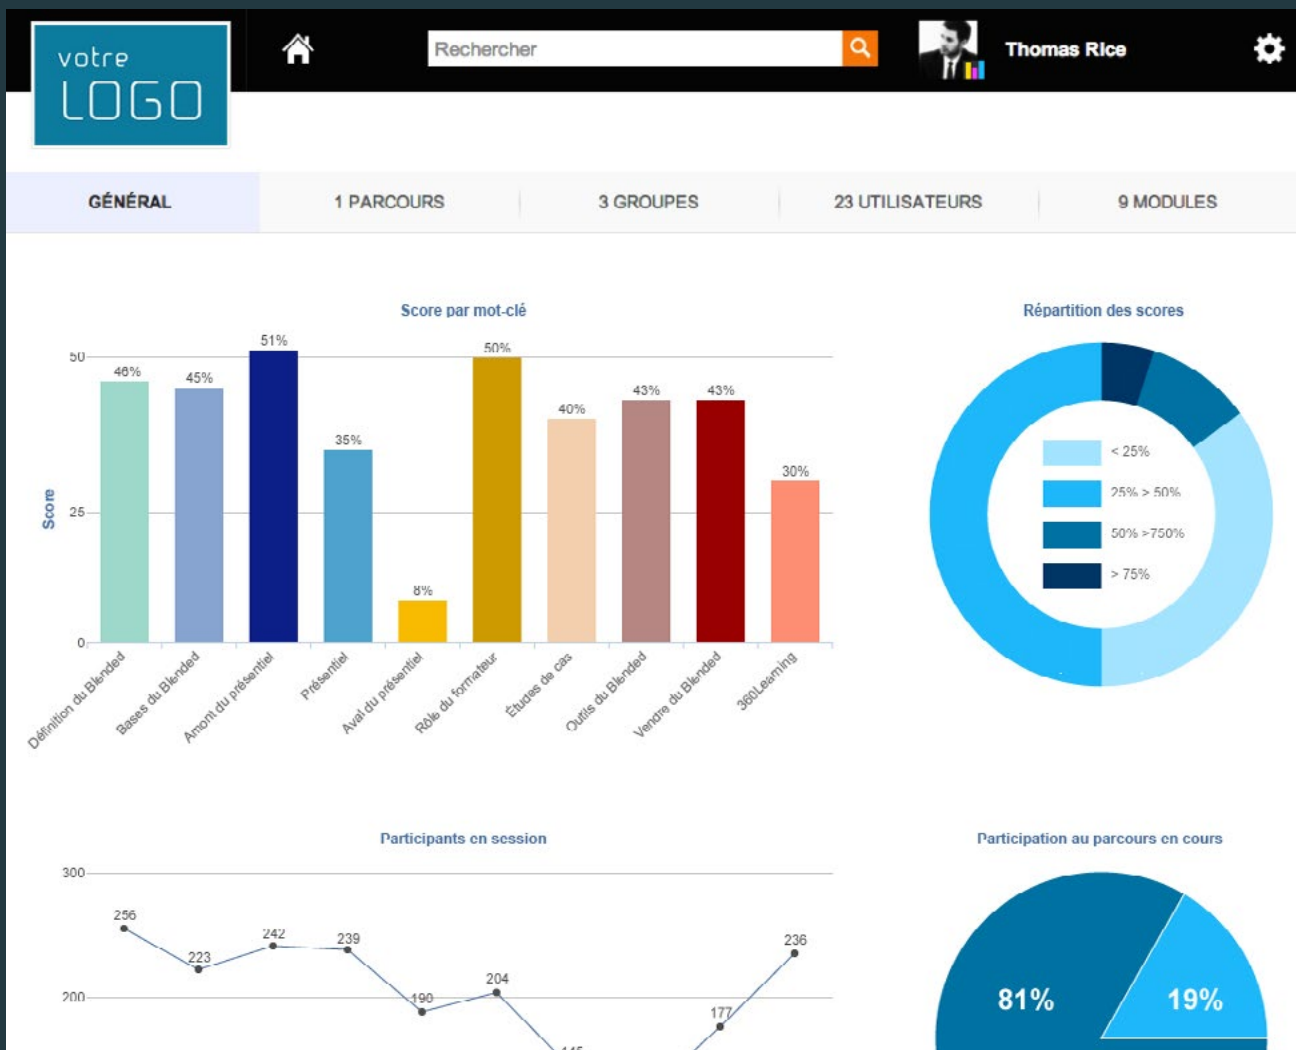 votre
LOGO
Rechercher
Thomas Rice
GÉNÉRAL
1 PARCOURS
3 GROUPES
23 UTILISATEURS
9 MODULES
Score par mot-clé
Score
50
25
0
46%
45%
51%
35%
8%
50%
40%
43%
43%
30%
Définition du Blended
Bases du Blended
Amont du présentiel
Présentiel
Aval du présentiel
Rôle du formateur
Études de cas
Outils du Blended
Vendre du Blended
360Learning
Répartition des scores
< 25%
25% > 50%
50% >750%
> 75%
Participants en session
300
200
256
223
242
239
190
204
145
177
236
Participation au parcours en cours
81%
19%